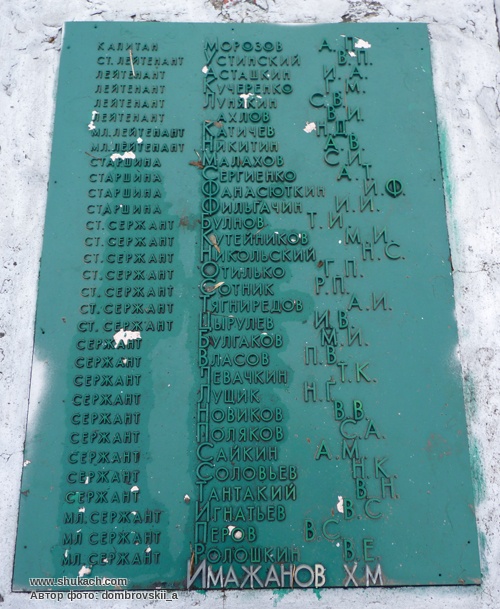 КАПИТАН МОРОЗОВ А.П.
СТ. ЛЕЙТЕНАНТ УСТИНСКИЙ В.П.
ЛЕЙТЕНАНТ АСТАШКИН И.А.
ЛЕЙТЕНАНТ КУЧЕРЕНКО Г.М.
ЛЕЙТЕНАНТ ЛУНЯКИН С.В.
ЛЕЙТЕНАНТ ПАХЛОВ В.И.
МЛ. ЛЕЙТЕНАНТ КАТИЧЕВ Н.Д.
МЛ. ЛЕЙТЕНАНТ НИКИТИН А.В.
СТАРШИНА МАЛАХОВ С.И.
СТАРШИНА СЕРГИЕНКО А.Т.
СТАРШИНА ФАНАСЮТКИН И.Ф.
СТАРШИНА ФИЛЬГАЧИН И.И.
СТ. СЕРЖАНТ Т.И.
СТ. СЕРЖАНТ КУТЕЙНИКОВ М.И.
СТ. СЕРЖАНТ НИКОЛЬСКИЙ Н.С.
СТ. СЕРЖАНТ ОТИЛЬКО Г.П.
СТ. СЕРЖАНТ СОТНИК Р.П.
СТ. СЕРЖАНТ ТЯГНИРЕДОВ А.И.
СТ. СЕРЖАНТ ЦЫРУЛЕВ И.В.
СЕРЖАНТ БУЛГАКОВ М.И.
СЕРЖАНТ ВЛАСОВ П.В.
СЕРЖАНТ ЛЕВАЧКИН Т.К.
СЕРЖАНТ ЛУЩИК Н.Г.
СЕРЖАНТ НОВИКОВ В.В.
СЕРЖАНТ ПОЛЯКОВ С.А.
СЕРЖАНТ САЙКИН А.М.
СЕРЖАНТ СОЛОВЬЕВ Н.К.
СЕРЖАНТ ТАНТАКИЙ В.Н.
МЛ. СЕРЖАНТ ИГНАТЬЕВ В.С.
МЛ. СЕРЖАНТ ПЕРОВ В.С.
МЛ. СЕРЖАНТ РОЛОШКИН В.Е.
ИМАЖАНОВ Х.М
www.shukach.com
Автор фото: dombrovskii_a